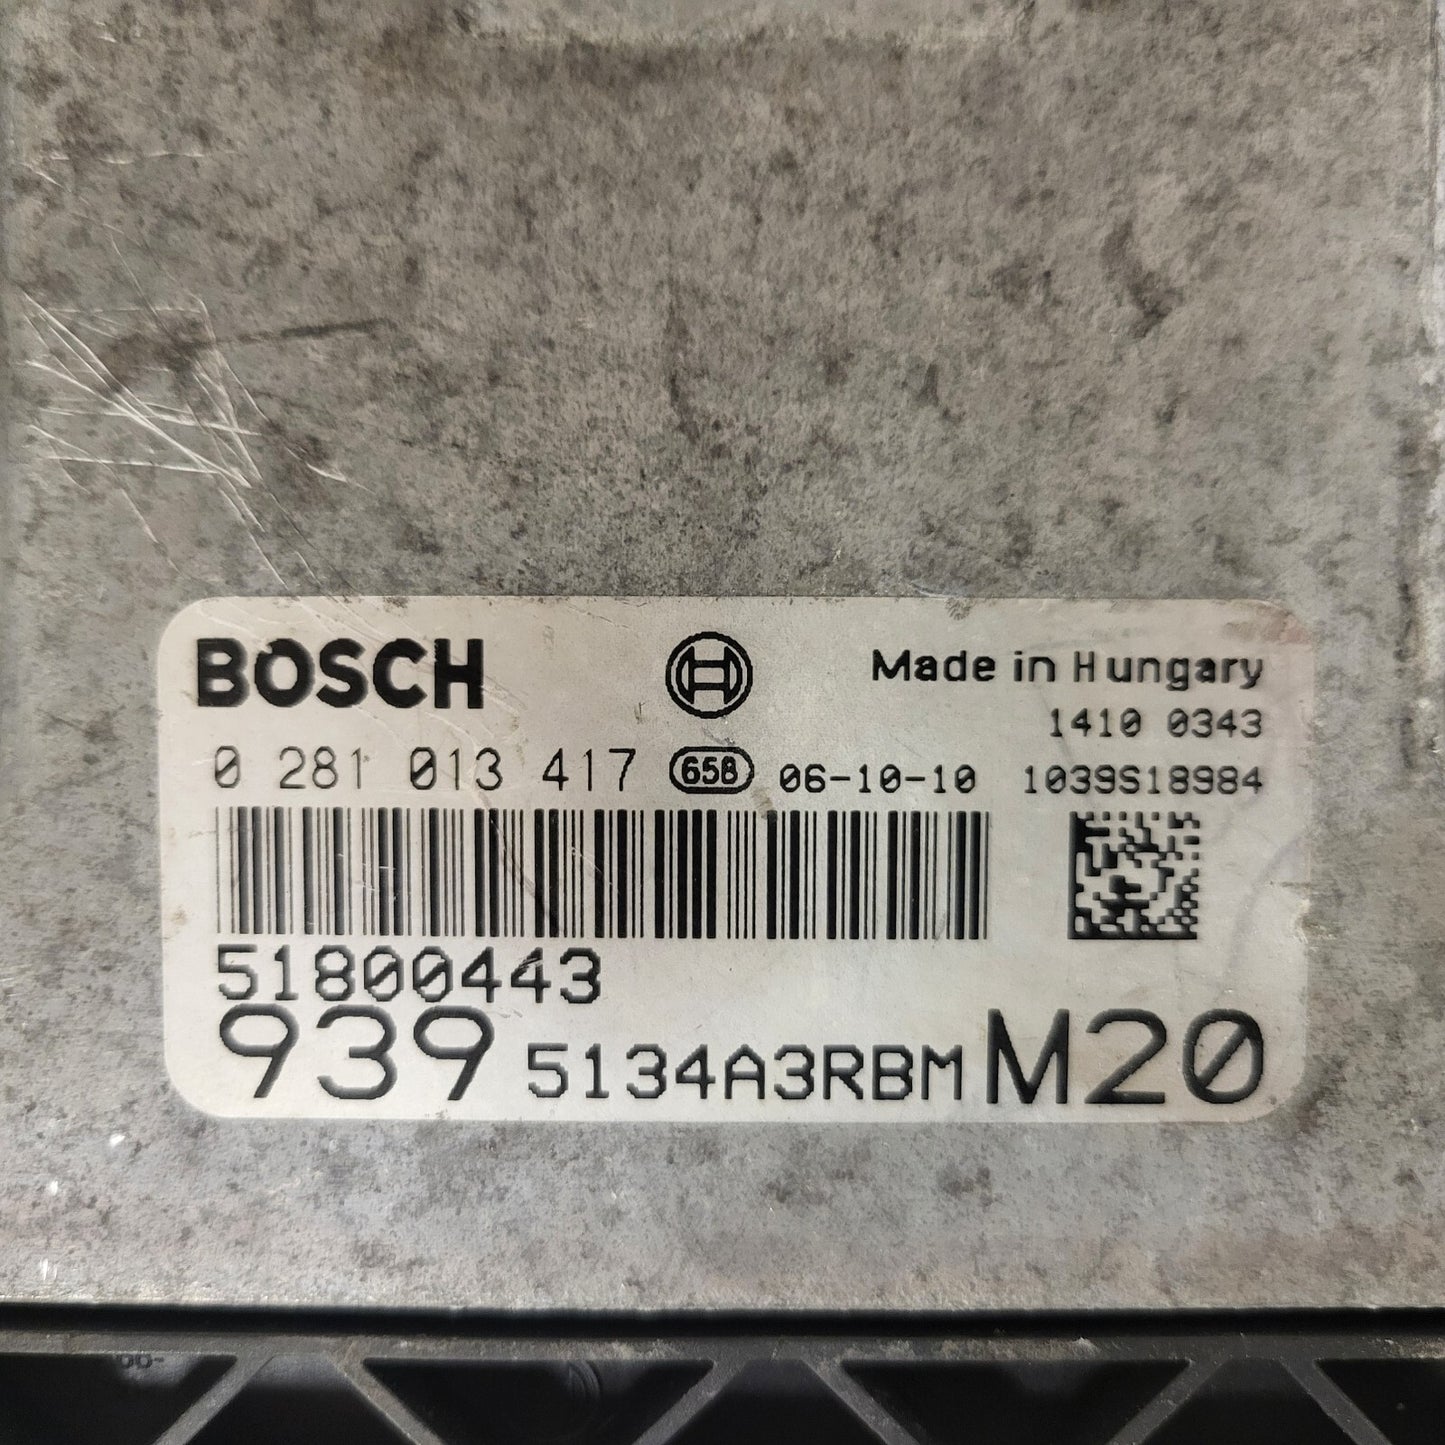 BOSCH
Made in Hungary
1410 0343
0 281 013 417 658 06-10-10 1039S18984
51800443
939 5134A3RBM M20